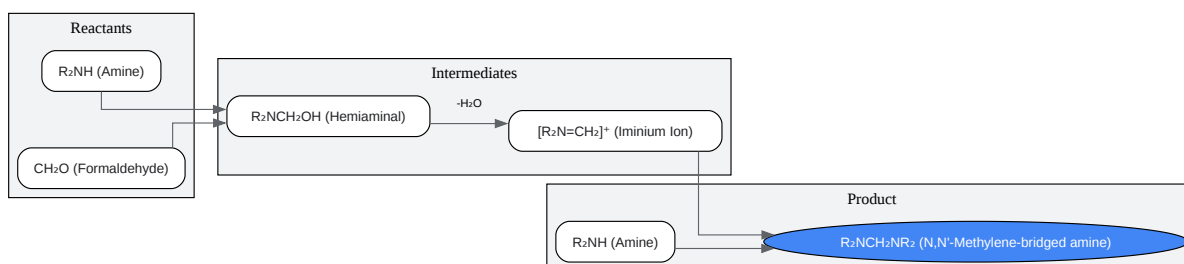 Reactants
R₂NH (Amine)
CH₂O (Formaldehyde)
Intermediates
R₂NCH₂OH (Hemiaminal)
-H₂O
[R₂N=CH₂]⁺ (Iminium Ion)
Product
R₂NH (Amine)
R₂NCH₂NR₂ (N,N'-Methylene-bridged amine)